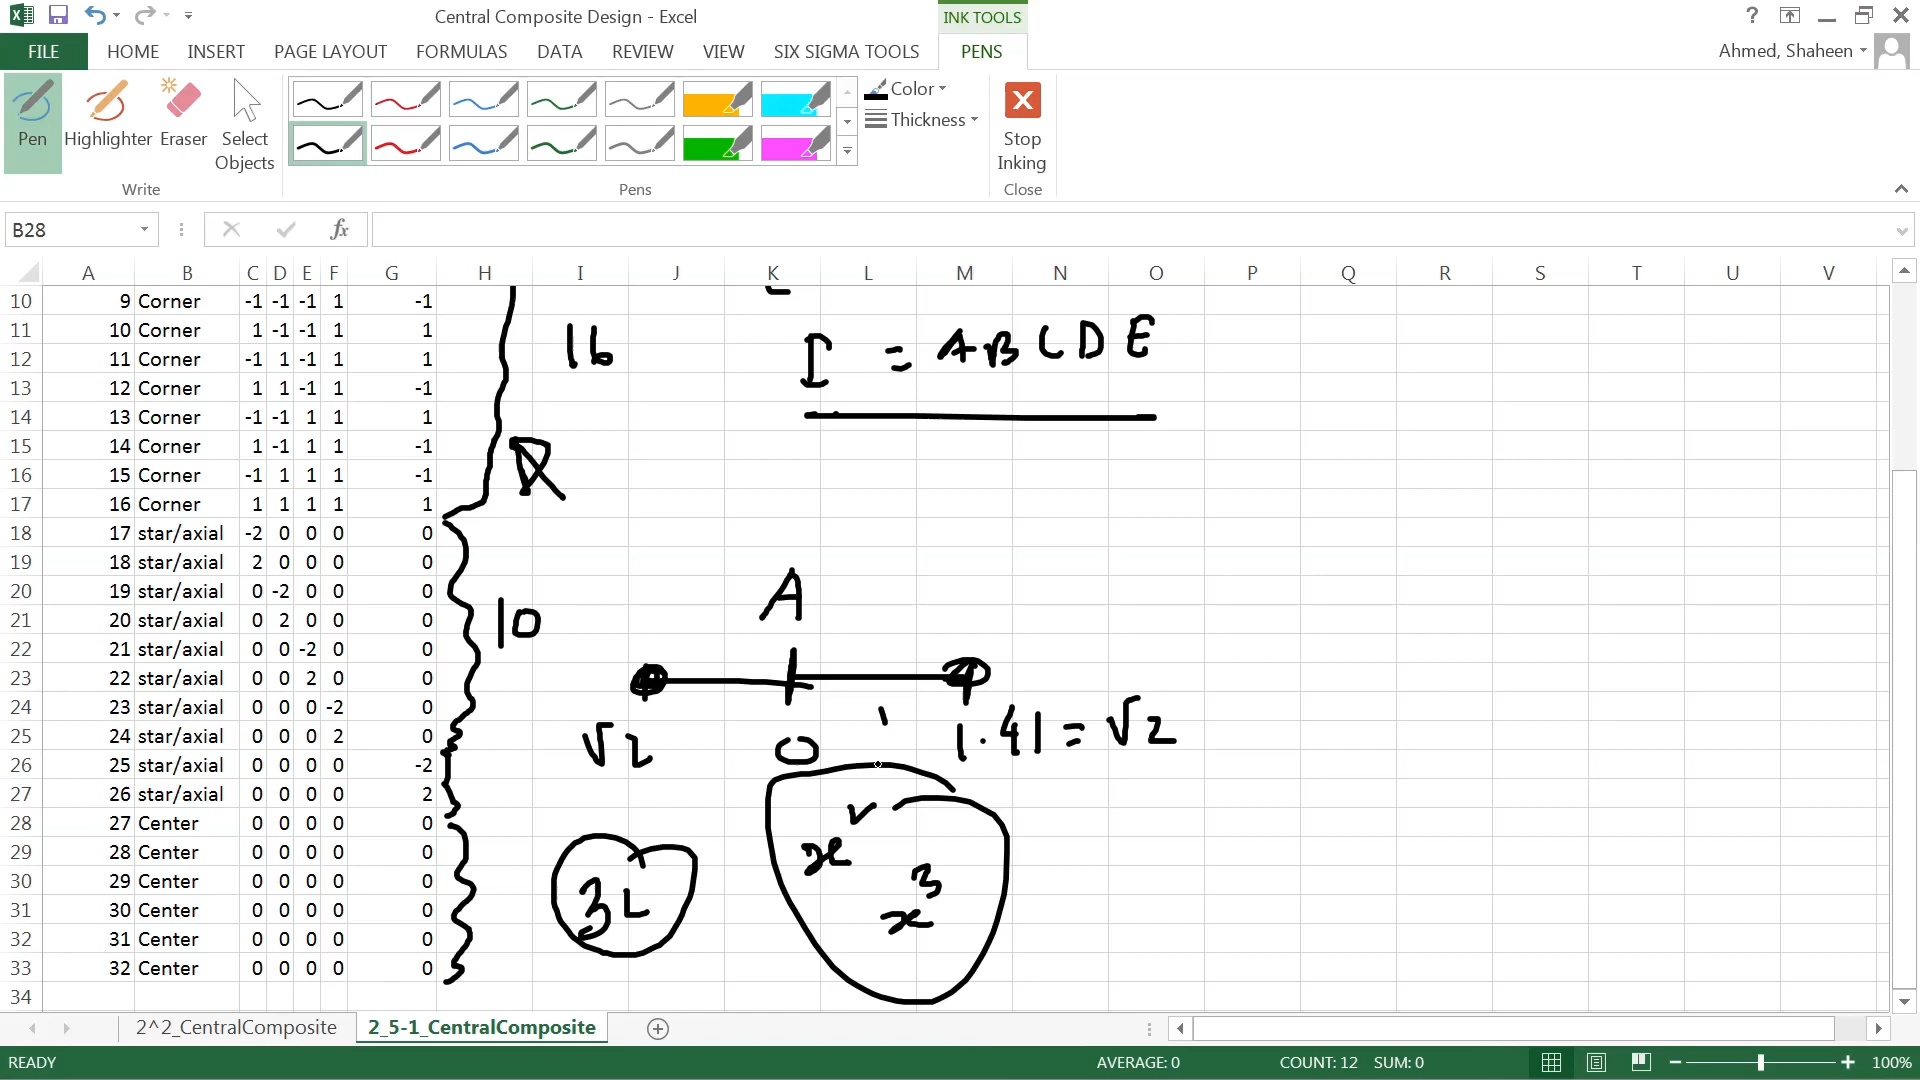 Central Composite Design - Excel
INK TOOLS
FILE HOME INSERT PAGE LAYOUT FORMULAS DATA REVIEW VIEW SIX SIGMA TOOLS PENS Ahmed, Shaheen
Pen Highlighter Eraser Select Objects
Color
Thickness
Stop Inking
Write Pens Close
B28 fx
A B C D E F G H I J K L M N O P Q R S T U V
10 9 Corner -1 -1 -1 1 -1
11 10 Corner 1 -1 -1 1 1
12 11 Corner -1 1 -1 1 1
13 12 Corner 1 1 -1 1 -1
14 13 Corner -1 -1 1 1 1
15 14 Corner 1 -1 1 1 -1
16 15 Corner -1 1 1 1 -1
17 16 Corner 1 1 1 1 1
18 17 star/axial -2 0 0 0 0
19 18 star/axial 2 0 0 0 0
20 19 star/axial 0 -2 0 0 0
21 20 star/axial 0 2 0 0 0
22 21 star/axial 0 0 -2 0 0
23 22 star/axial 0 0 2 0 0
24 23 star/axial 0 0 0 -2 0
25 24 star/axial 0 0 0 2 0
26 25 star/axial 0 0 0 0 -2
27 26 star/axial 0 0 0 0 2
28 27 Center 0 0 0 0 0
29 28 Center 0 0 0 0 0
30 29 Center 0 0 0 0 0
31 30 Center 0 0 0 0 0
32 31 Center 0 0 0 0 0
33 32 Center 0 0 0 0 0
34
16
I = ABCDE
A
10
√2 0 1.41 = √2
3L
x
x³
2^2_CentralComposite 2_5-1_CentralComposite
READY AVERAGE: 0 COUNT: 12 SUM: 0 100%